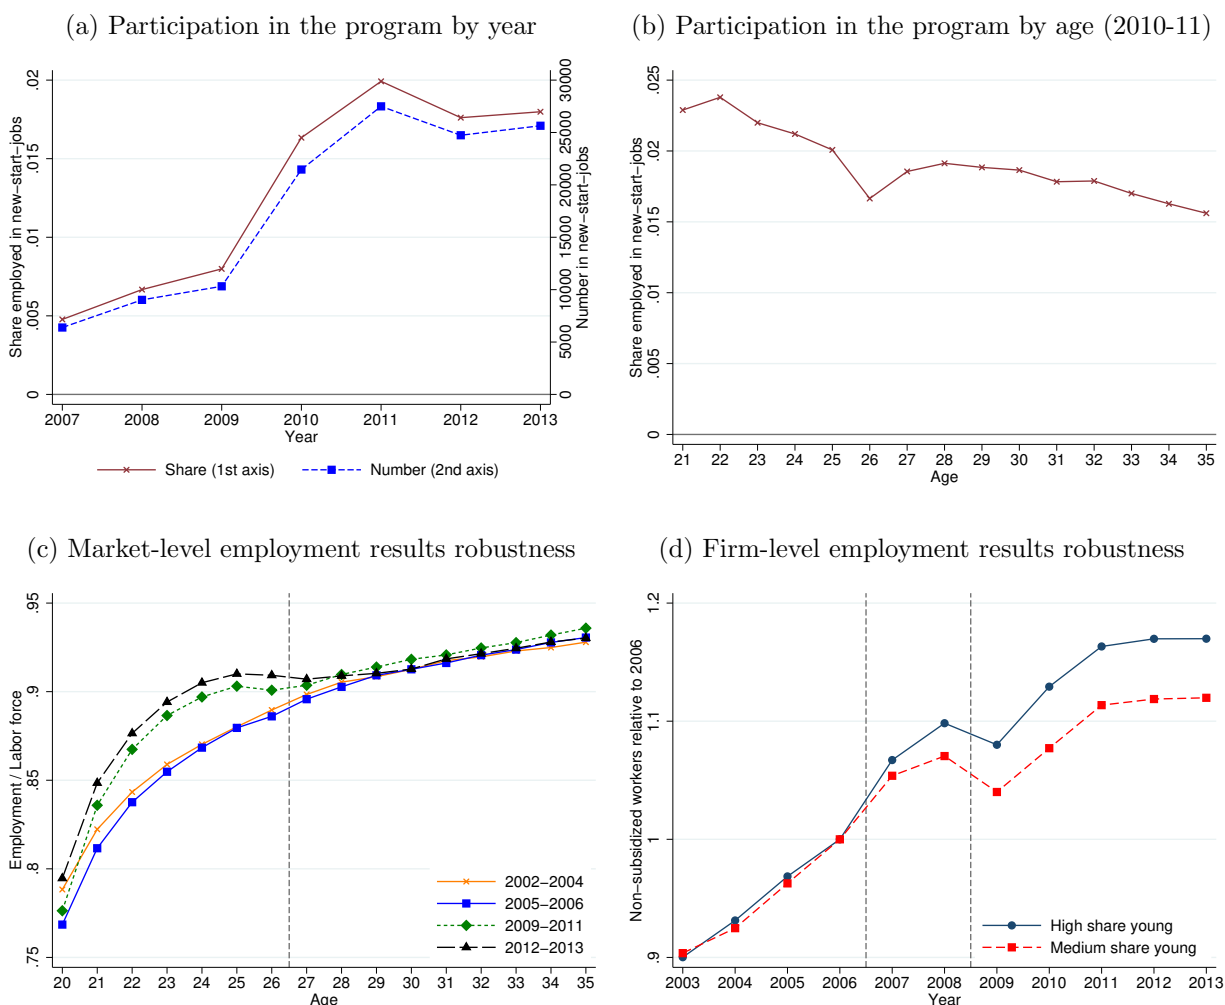 (a) Participation in the program by year
Share employed in new−start−jobs
0 .005 .01 .015 .02
Number in new−start−jobs
0 5000 10000 15000 20000 25000 30000
2007 2008 2009 2010 2011 2012 2013
Year
Share (1st axis) Number (2nd axis)
(b) Participation in the program by age (2010-11)
Share employed in new−start−jobs
0 .005 .01 .015 .02 .025
21 22 23 24 25 26 27 28 29 30 31 32 33 34 35
Age
(c) Market-level employment results robustness
Employment / Labor force
.75 .8 .85 .9 .95
20 21 22 23 24 25 26 27 28 29 30 31 32 33 34 35
Age
2002−2004
2005−2006
2009−2011
2012−2013
(d) Firm-level employment results robustness
Non−subsidized workers relative to 2006
.9 1 1.1 1.2
2003 2004 2005 2006 2007 2008 2009 2010 2011 2012 2013
Year
High share young
Medium share young